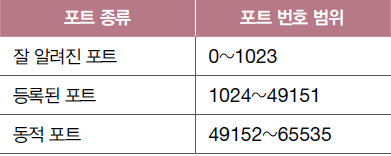 포트 종류 포트 번호 범위
잘 알려진 포트 0~1023
등록된 포트 1024~49151
동적 포트 49152~65535